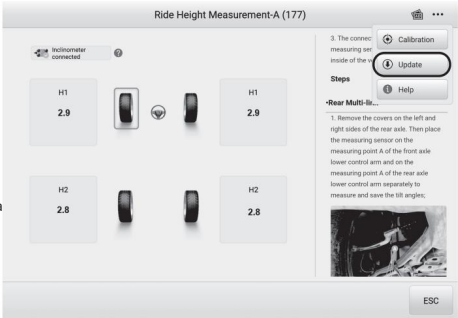 Ride Height Measurement-A (177)
Inclinometer
connected
H1
2.9
H1
2.9
H2
2.8
H2
2.8
a
3. The connec
measuring ser
inside of the v
Steps
•Rear Multi-lin
1. Remove the covers on the left and
right sides of the rear axle. Then place
the measuring sensor on the
measuring point A of the front axle
lower control arm and on the
measuring point A of the rear axle
lower control arm separately to
measure and save the tilt angles;
Calibration
Update
Help
ESC